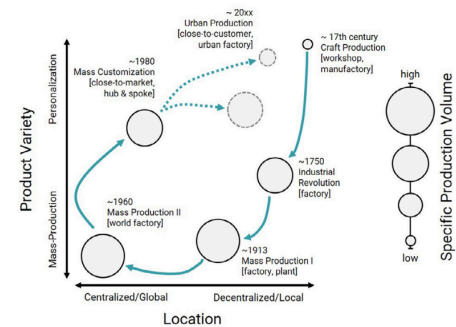 ~ 20xx
Urban Production
[close-to-customer,
urban factory]
~ 17th century
Craft Production
[workshop,
manufactory]
~1980
Mass Customization
[close-to-market,
hub & spoke]
~1750
Industrial
Revolution
[factory]
~1960
Mass Production II
[world factory]
~1913
Mass Production I
[factory, plant]
Product Variety
Personalization
Mass-Production
Centralized/Global
Decentralized/Local
Location
high
low
Specific Production Volume